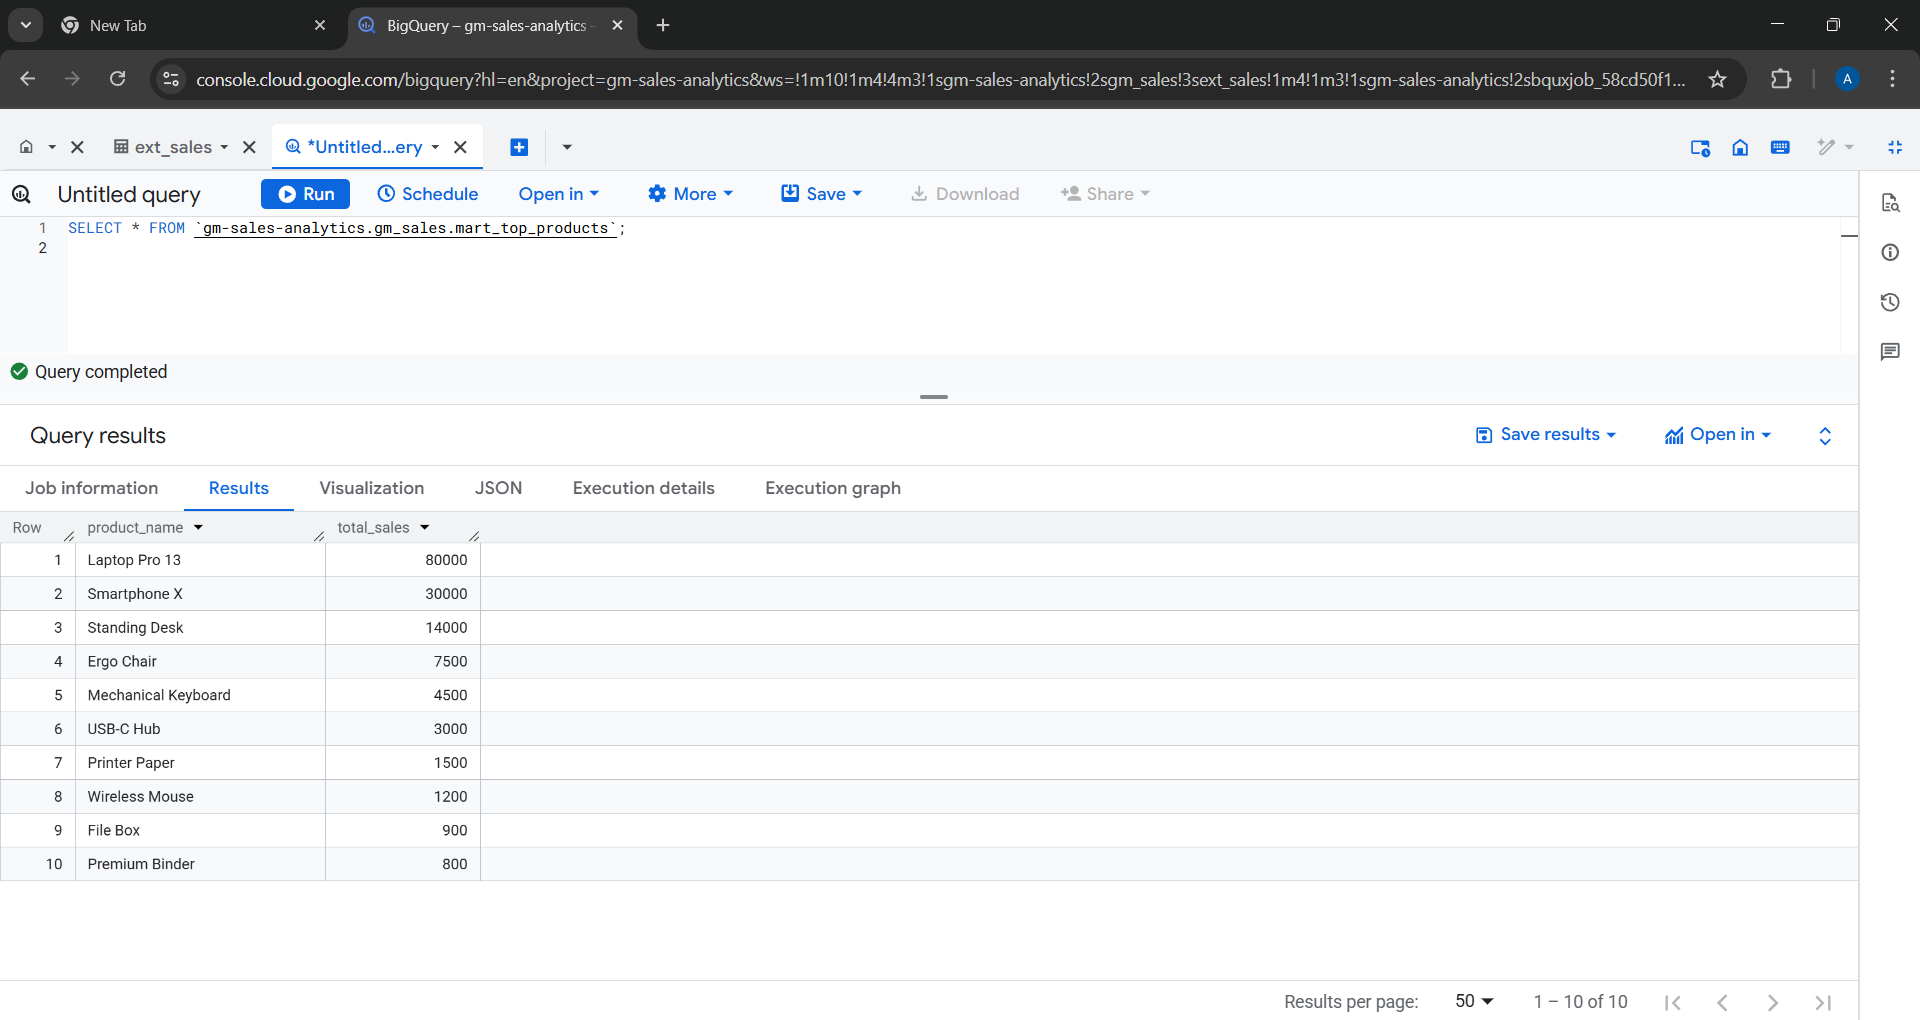 New Tab
BigQuery – gm-sales-analytics
console.cloud.google.com/bigquery?hl=en&project=gm-sales-analytics&ws=!1m10!1m4!4m3!1sgm-sales-analytics!2sgm_sales!3sext_sales!1m4!1m3!1sgm-sales-analytics!2sbquxjob_58cd50f1...
A
ext_sales
*Untitled...ery
Untitled query
Run
Schedule
Open in
More
Save
Download
Share
1 SELECT * FROM `gm-sales-analytics.gm_sales.mart_top_products`;
2
Query completed
Query results
Save results
Open in
Job information
Results
Visualization
JSON
Execution details
Execution graph
Row product_name total_sales
1 Laptop Pro 13 80000
2 Smartphone X 30000
3 Standing Desk 14000
4 Ergo Chair 7500
5 Mechanical Keyboard 4500
6 USB-C Hub 3000
7 Printer Paper 1500
8 Wireless Mouse 1200
9 File Box 900
10 Premium Binder 800
Results per page: 50 1 – 10 of 10